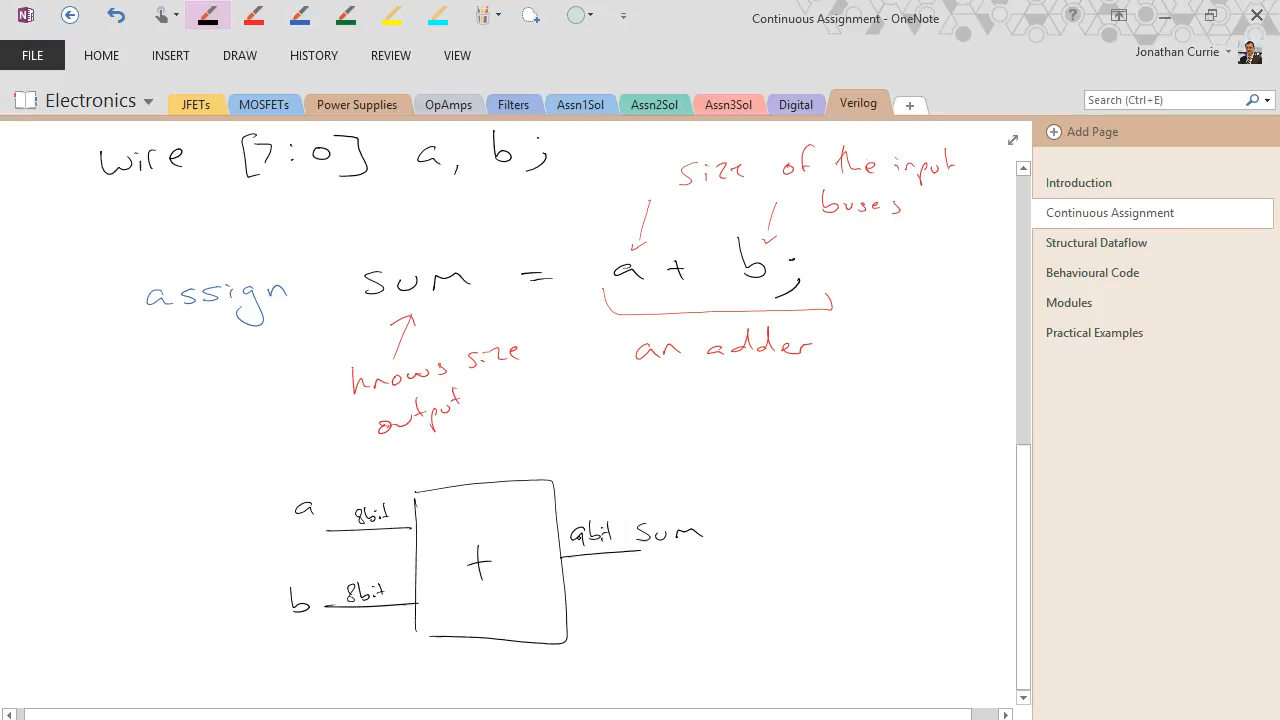 Continuous Assignment - OneNote
?
FILE
HOME
INSERT
DRAW
HISTORY
REVIEW
VIEW
Jonathan Currie
Electronics
JFETs
MOSFETs
Power Supplies
OpAmps
Filters
Assn1Sol
Assn2Sol
Assn3Sol
Digital
Verilog
Search (Ctrl+E)
wire [7:0] a, b;
size of the input
buses
assign sum = a + b;
knows size
output
an adder
a 8bit
b 8bit
+
9bit sum
Add Page
Introduction
Continuous Assignment
Structural Dataflow
Behavioural Code
Modules
Practical Examples